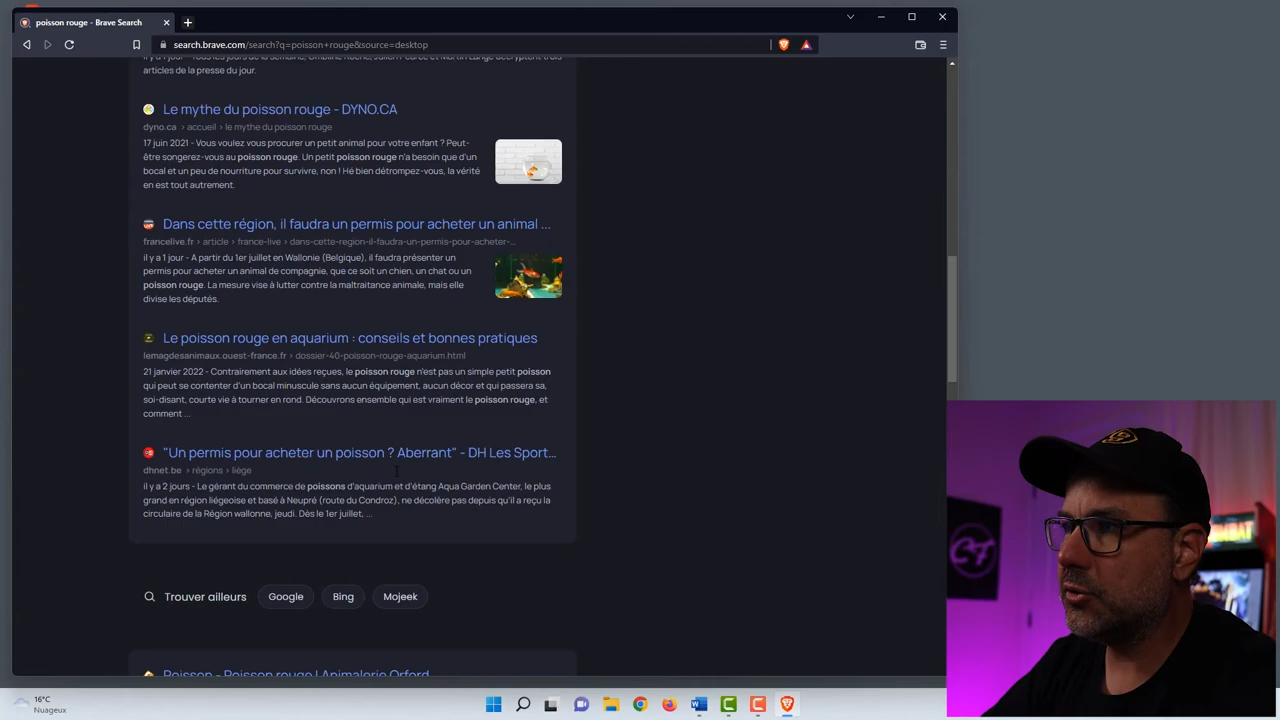 poisson rouge - Brave Search
search.brave.com/search?q=poisson+rouge&source=desktop
articles de la presse du jour.
Le mythe du poisson rouge - DYNO.CA
dyno.ca › accueil › le mythe du poisson rouge
17 juin 2021 - Vous voulez vous procurer un petit animal pour votre enfant ? Peut-
être songerez-vous au poisson rouge. Un petit poisson rouge n'a besoin que d'un
bocal et un peu de nourriture pour survivre, non ! Hé bien détrompez-vous, la vérité
en est tout autrement.
Dans cette région, il faudra un permis pour acheter un animal ...
francelive.fr › article › france-live › dans-cette-region-il-faudra-un-permis-pour-acheter-...
il y a 1 jour - A partir du 1er juillet en Wallonie (Belgique), il faudra présenter un
permis pour acheter un animal de compagnie, que ce soit un chien, un chat ou un
poisson rouge. La mesure vise à lutter contre la maltraitance animale, mais elle
divise les députés.
Le poisson rouge en aquarium : conseils et bonnes pratiques
lemagdesanimaux.ouest-france.fr › dossier-40-poisson-rouge-aquarium.html
21 janvier 2022 - Contrairement aux idées reçues, le poisson rouge n'est pas un simple petit poisson
qui peut se contenter d'un bocal minuscule sans aucun équipement, aucun décor et qui passera sa,
soi-disant, courte vie à tourner en rond. Découvrons ensemble qui est vraiment le poisson rouge, et
comment ...
"Un permis pour acheter un poisson ? Aberrant" - DH Les Sport...
dhnet.be › régions › liège
il y a 2 jours - Le gérant du commerce de poissons d'aquarium et d'étang Aqua Garden Center, le plus
grand en région liégeoise et basé à Neupré (route du Condroz), ne décolère pas depuis qu'il a reçu la
circulaire de la Région wallonne, jeudi. Dès le 1er juillet, ...
Trouver ailleurs Google Bing Mojeek
Poisson - Poisson rouge | Animalerie Orford
CF
KOMBAT
16°C
Nuageux